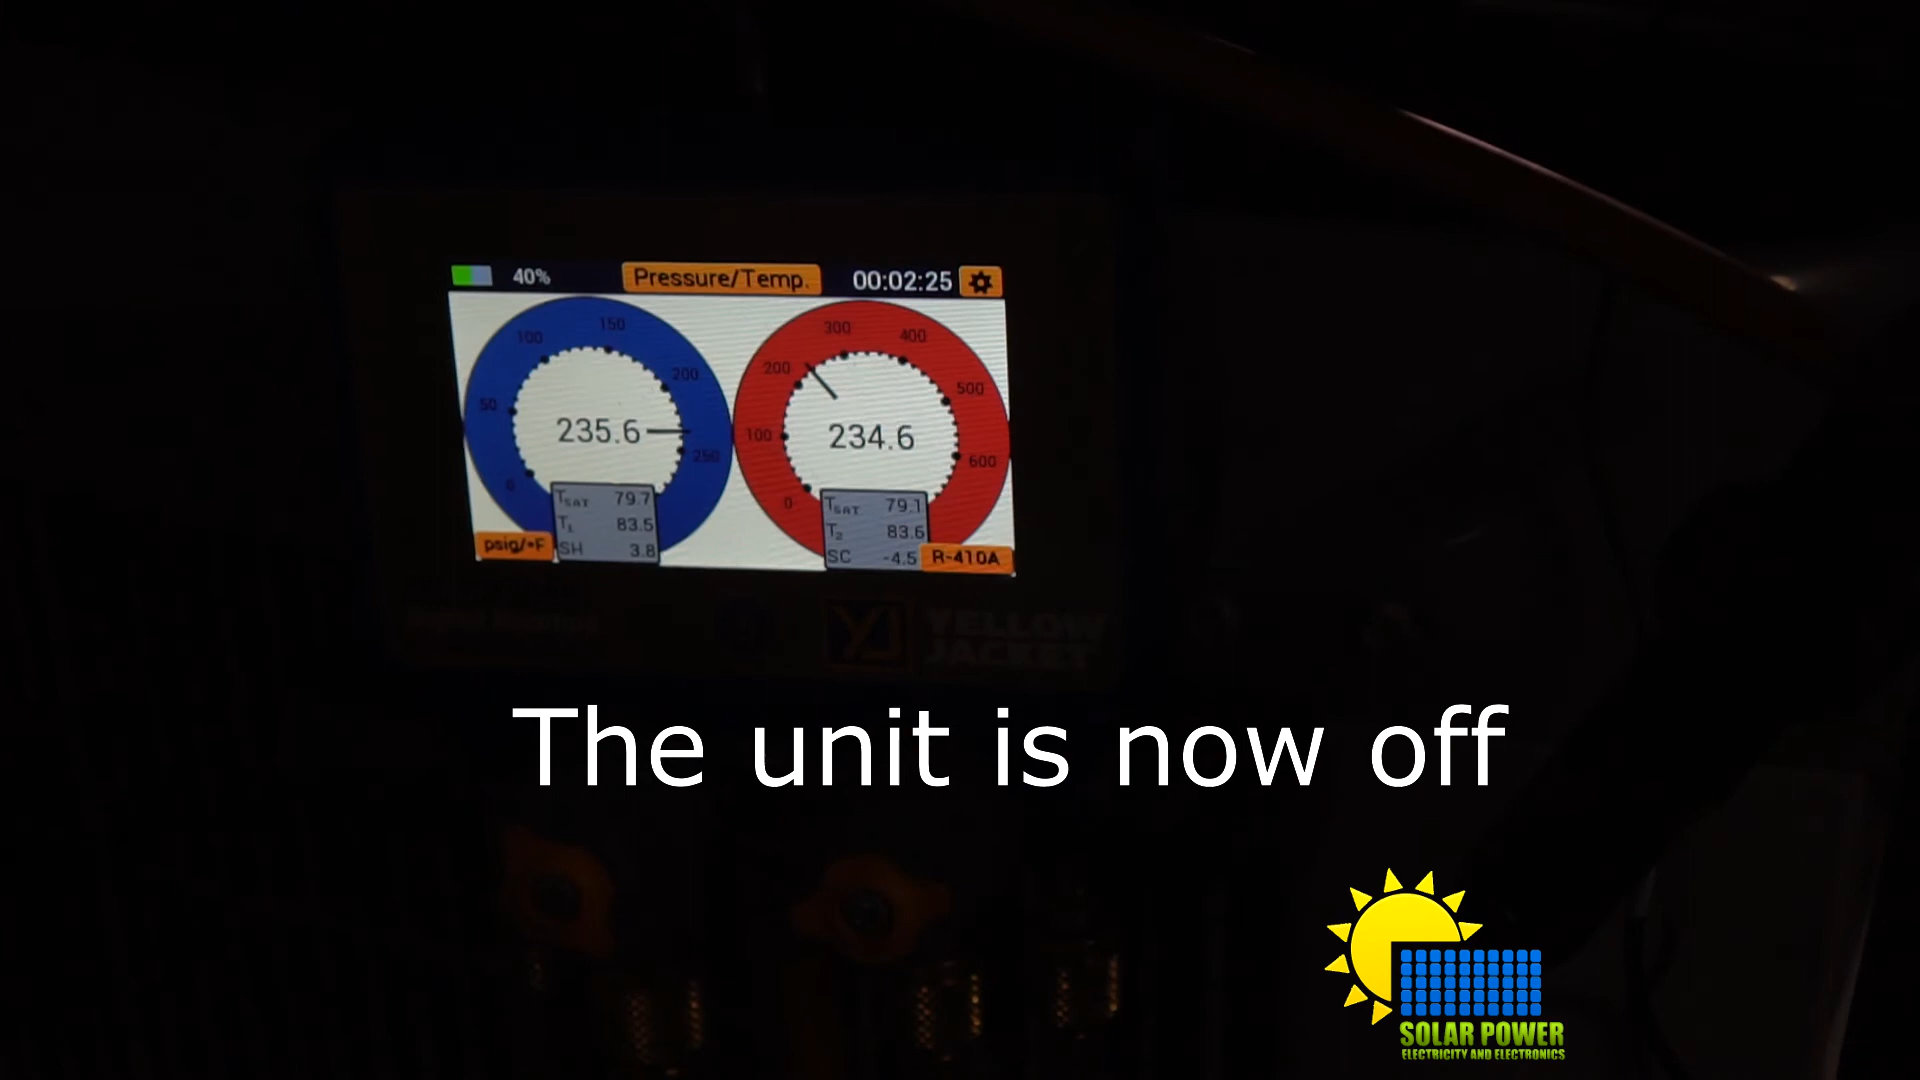 40%
Pressure/Temp.
00:02:25
100
150
50
200
250
0
235.6
TSAT 79.7
T1 83.5
SH 3.8
psig/°F
300
400
200
500
100
600
0
234.6
TSAT 79.1
T2 83.6
SC -4.5
R-410A
YJ
YELLOW
JACKET
The unit is now off
SOLAR POWER
ELECTRICITY AND ELECTRONICS